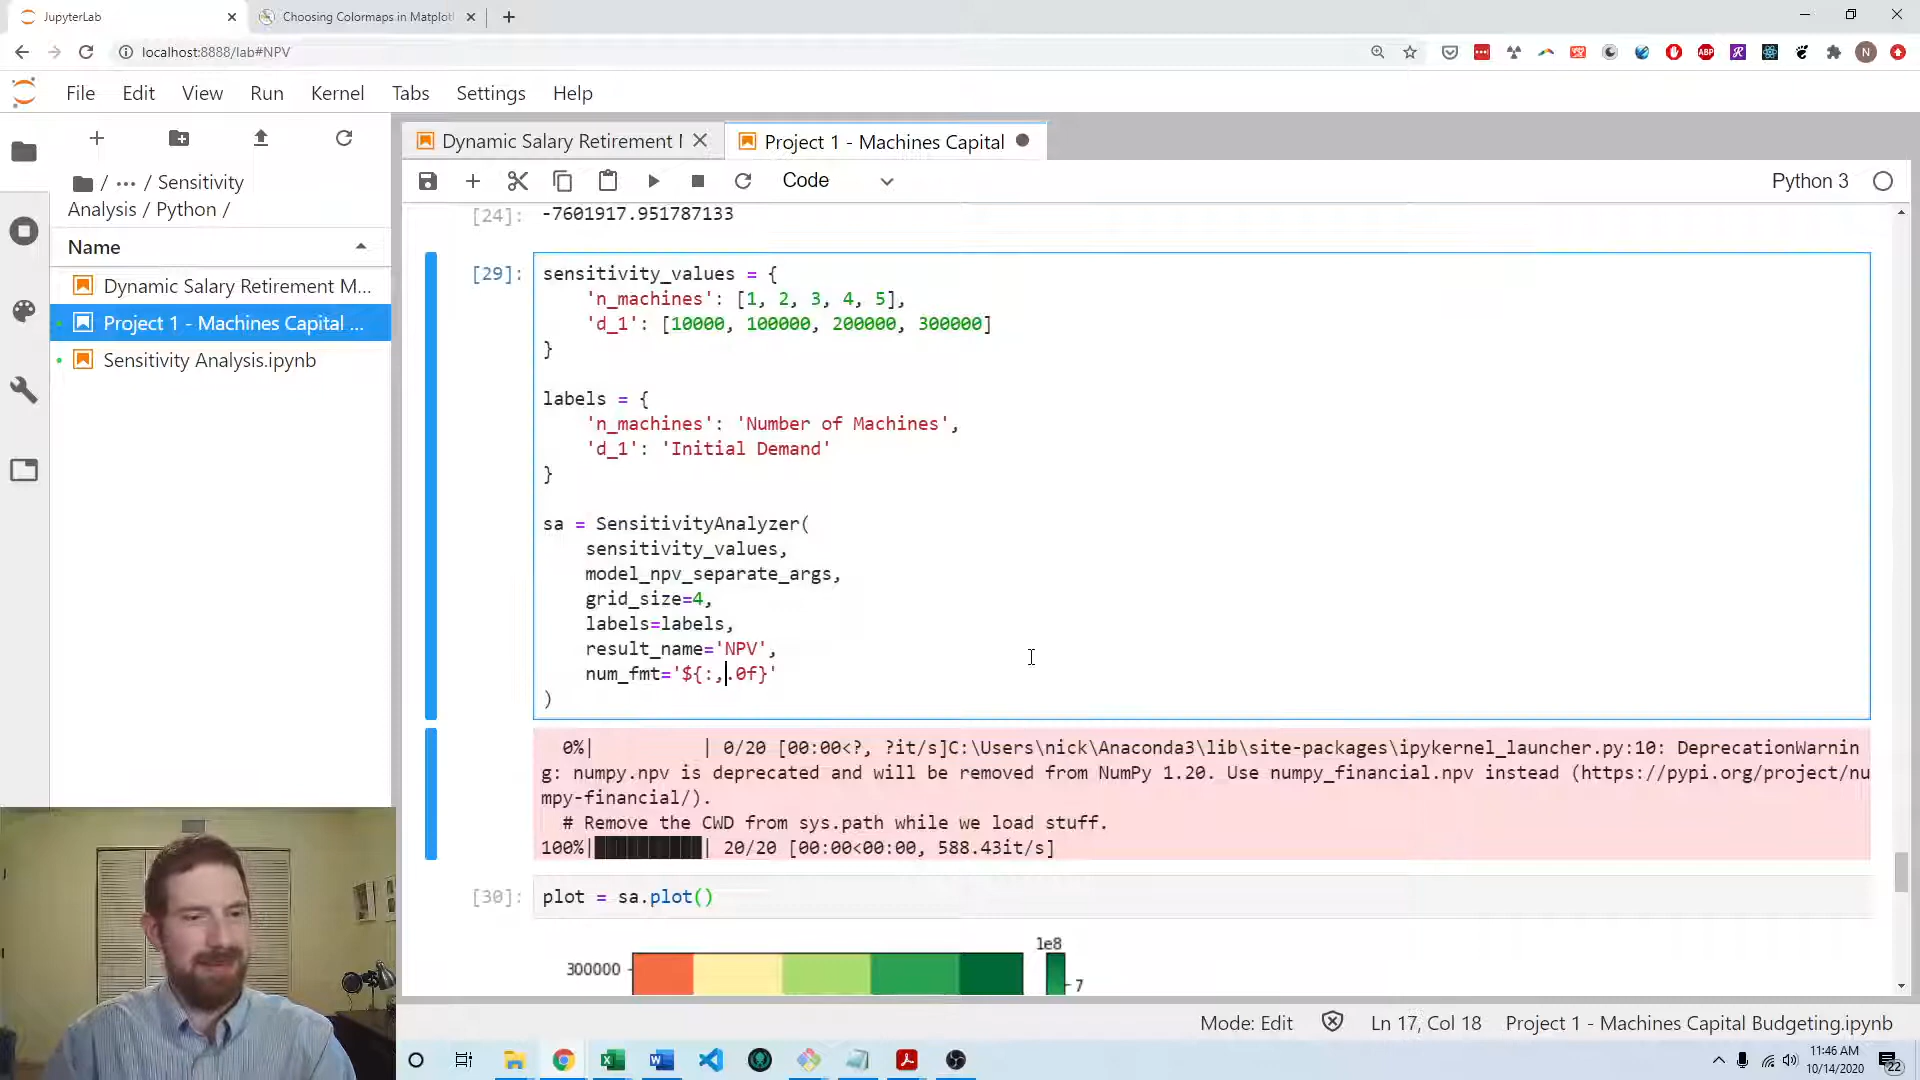 JupyterLab
Choosing Colormaps in Matplotl
localhost:8888/lab#NPV
File Edit View Run Kernel Tabs Settings Help
/ ··· / Sensitivity
Analysis / Python /
Name
Dynamic Salary Retirement M...
Project 1 - Machines Capital ...
Sensitivity Analysis.ipynb
Dynamic Salary Retirement
Project 1 - Machines Capital
Code
Python 3
[24]: -7601917.951787133
[29]: sensitivity_values = {
'n_machines': [1, 2, 3, 4, 5],
'd_1': [10000, 100000, 200000, 300000]
}
labels = {
'n_machines': 'Number of Machines',
'd_1': 'Initial Demand'
}
sa = SensitivityAnalyzer(
sensitivity_values,
model_npv_separate_args,
grid_size=4,
labels=labels,
result_name='NPV',
num_fmt='${:,.0f}'
)
0%| | 0/20 [00:00<?, ?it/s]C:\Users\nick\Anaconda3\lib\site-packages\ipykernel_launcher.py:10: DeprecationWarnin
g: numpy.npv is deprecated and will be removed from NumPy 1.20. Use numpy_financial.npv instead (https://pypi.org/project/nu
mpy-financial/).
# Remove the CWD from sys.path while we load stuff.
100%|██████████| 20/20 [00:00<00:00, 588.43it/s]
[30]: plot = sa.plot()
1e8
300000
7
Mode: Edit
Ln 17, Col 18
Project 1 - Machines Capital Budgeting.ipynb
11:46 AM
10/14/2020
22